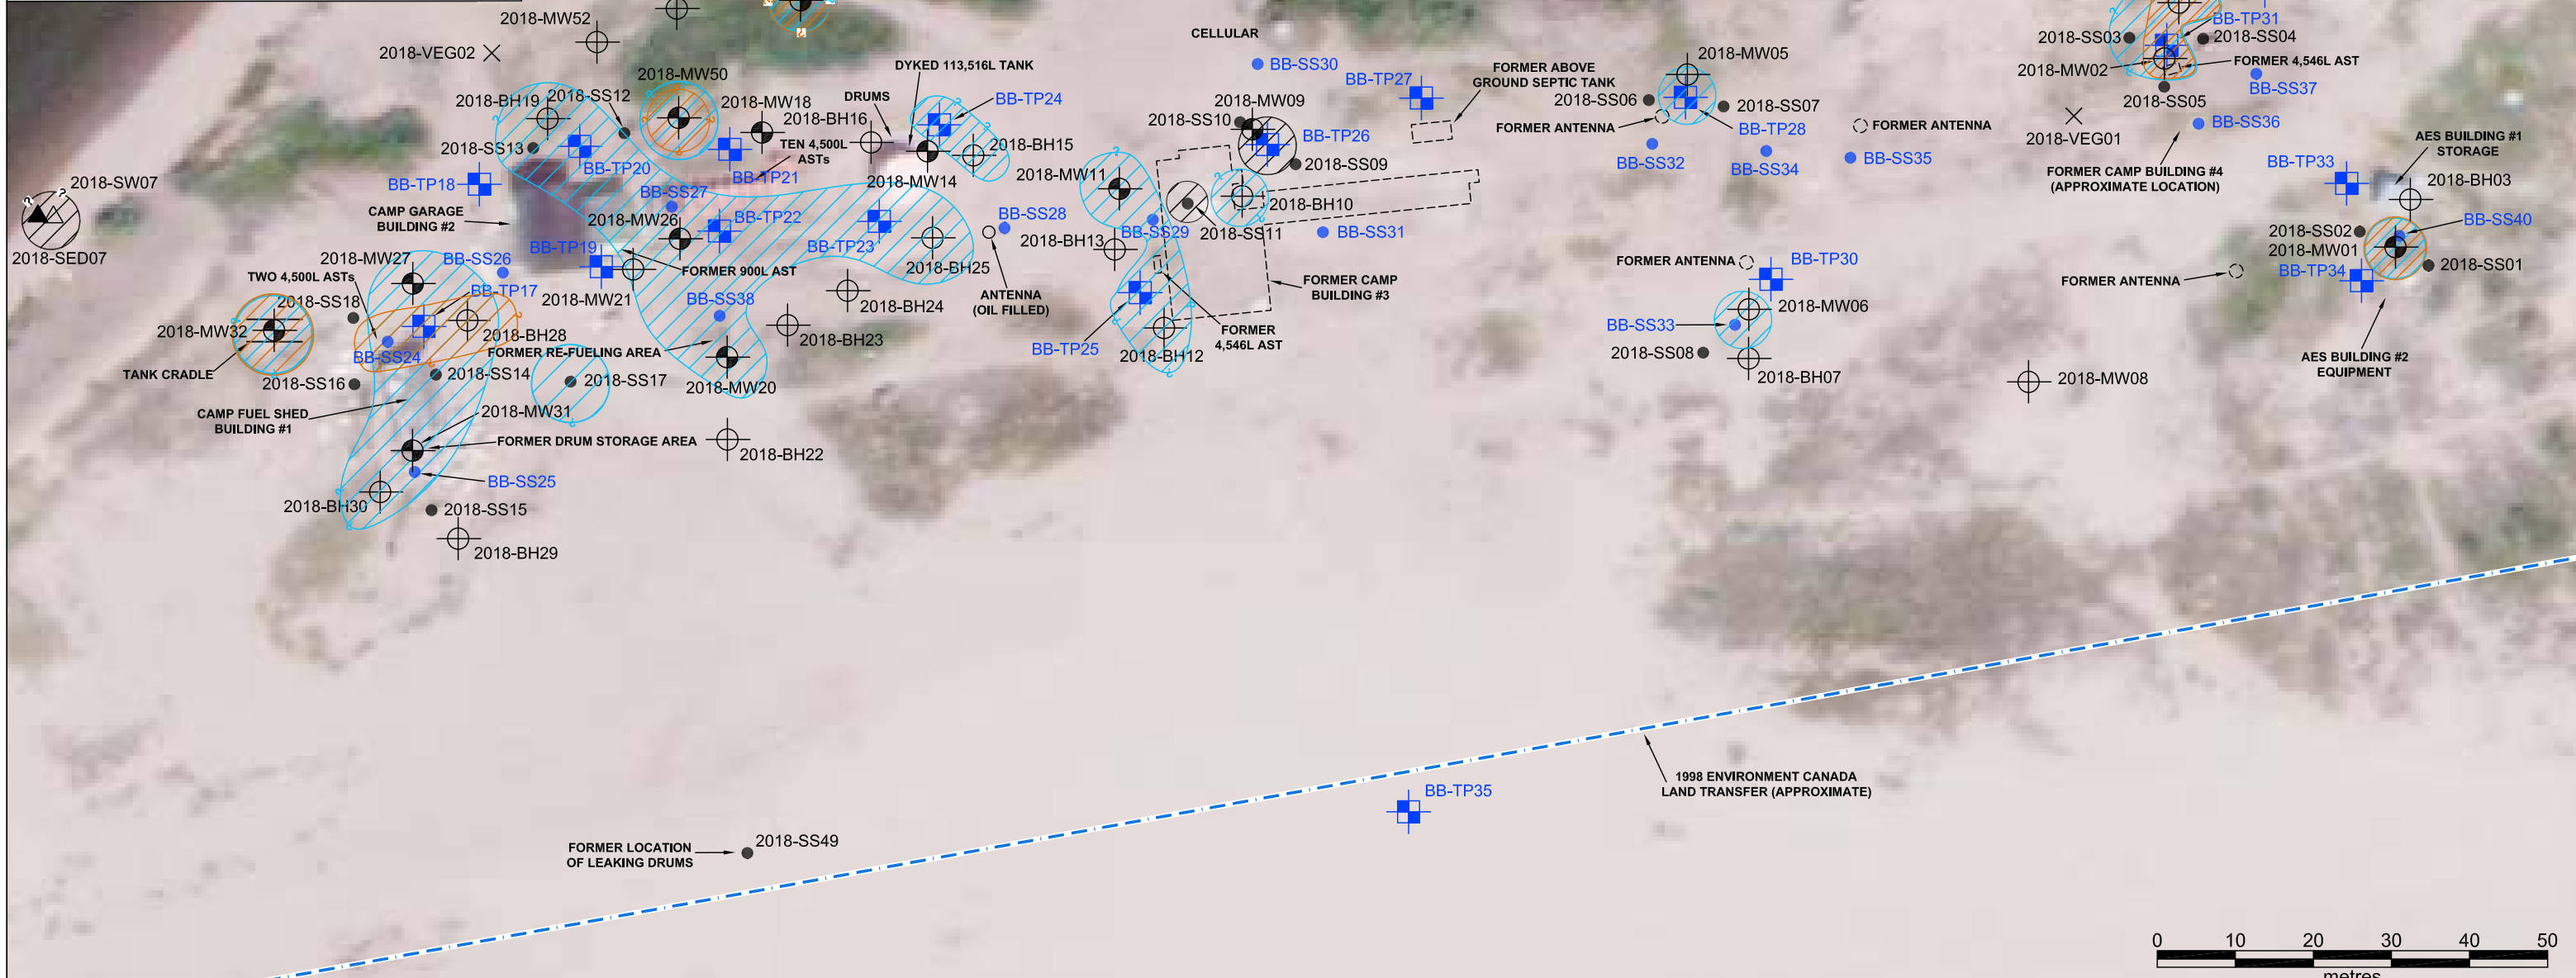 2018-MW52
2018-VEG02
CELLULAR
BB-SS30
2018-MW05
BB-TP31
2018-SS03
2018-SS04
2018-MW02
FORMER 4,546L AST
BB-SS37
2018-SS05
2018-VEG01
BB-SS36
FORMER CAMP BUILDING #4
(APPROXIMATE LOCATION)
2018-MW50
2018-BH19
2018-SS12
2018-MW18
2018-BH16
DRUMS
DYKED 113,516L TANK
BB-TP24
2018-BH15
TEN 4,500L
ASTs
2018-MW14
2018-SS13
BB-TP20
BB-TP21
BB-TP18
BB-SS27
2018-SW07
2018-SED07
CAMP GARAGE
BUILDING #2
2018-MW26
BB-TP22
BB-TP23
BB-TP19
FORMER 900L AST
2018-MW21
2018-BH25
BB-SS28
ANTENNA
(OIL FILLED)
2018-BH24
BB-SS38
2018-BH23
FORMER RE-FUELING AREA
2018-MW20
2018-BH22
2018-MW09
2018-SS10
BB-TP26
2018-SS09
BB-TP27
FORMER ABOVE
GROUND SEPTIC TANK
2018-MW11
2018-BH10
2018-SS11
BB-SS29
BB-SS31
2018-BH13
FORMER CAMP
BUILDING #3
FORMER
4,546L AST
BB-TP25
2018-BH12
2018-SS06
2018-SS07
FORMER ANTENNA
BB-TP28
BB-SS32
BB-SS34
FORMER ANTENNA
BB-SS35
FORMER ANTENNA
BB-TP30
2018-MW06
BB-SS33
2018-SS08
2018-BH07
2018-MW08
AES BUILDING #1
STORAGE
BB-TP33
2018-BH03
BB-SS40
2018-SS02
2018-MW01
2018-SS01
BB-TP34
FORMER ANTENNA
AES BUILDING #2
EQUIPMENT
2018-MW27
BB-SS26
TWO 4,500L ASTs
BB-TP17
2018-SS18
2018-MW32
2018-BH28
BB-SS24
TANK CRADLE
2018-SS16
2018-SS14
2018-SS17
CAMP FUEL SHED
BUILDING #1
2018-MW31
FORMER DRUM STORAGE AREA
BB-SS25
2018-BH30
2018-SS15
2018-BH29
1998 ENVIRONMENT CANADA
LAND TRANSFER (APPROXIMATE)
BB-TP35
2018-SS49
FORMER LOCATION
OF LEAKING DRUMS
0 10 20 30 40 50
metres